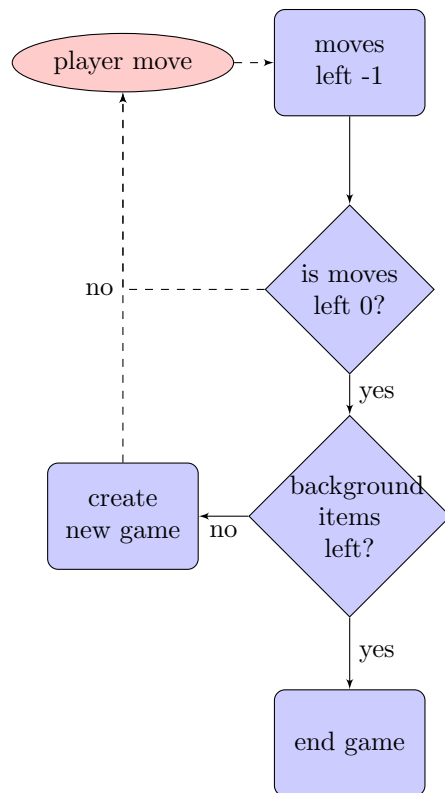 player move
moves
left -1
is moves
left 0?
no
yes
background
items
left?
create
new game
no
yes
end game